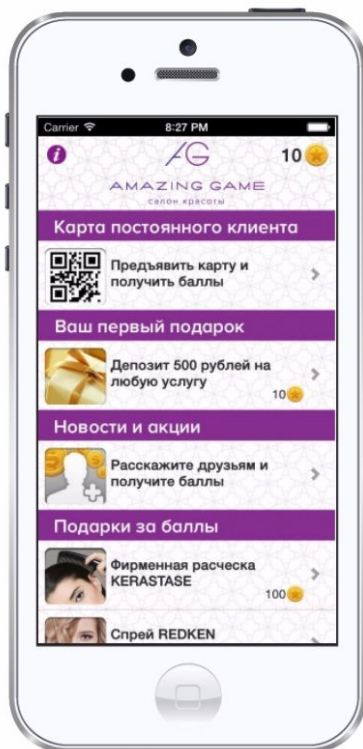 Carrier 8:27 PM
i 10
AG
AMAZING GAME
салон красоты
Карта постоянного клиента
Предъявить карту и
получить баллы
Ваш первый подарок
Депозит 500 рублей на
любую услугу
10
Новости и акции
Расскажите друзьям и
получите баллы
Подарки за баллы
Фирменная расческа
KERASTASE
100
Спрей REDKEN